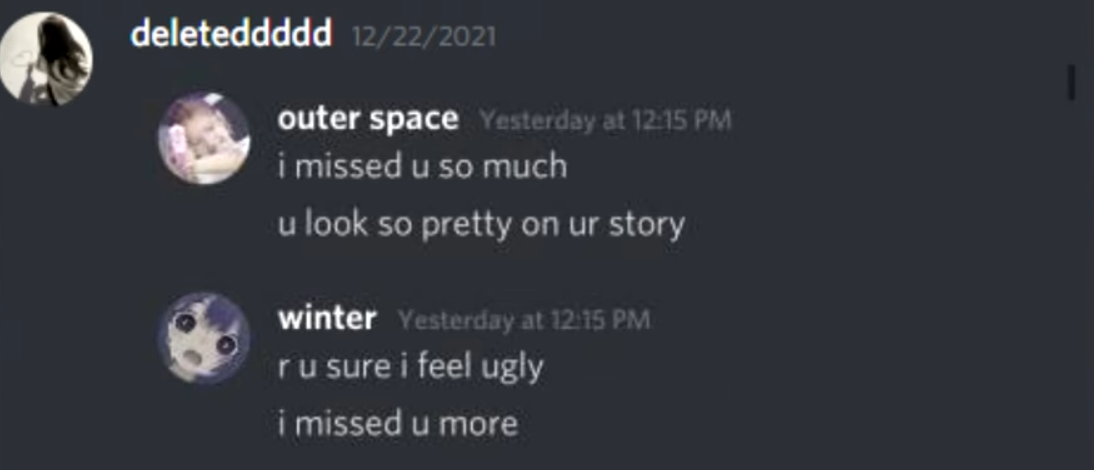 deleteddddd 12/22/2021
outer space Yesterday at 12:15 PM
i missed u so much
u look so pretty on ur story
winter Yesterday at 12:15 PM
r u sure i feel ugly
i missed u more